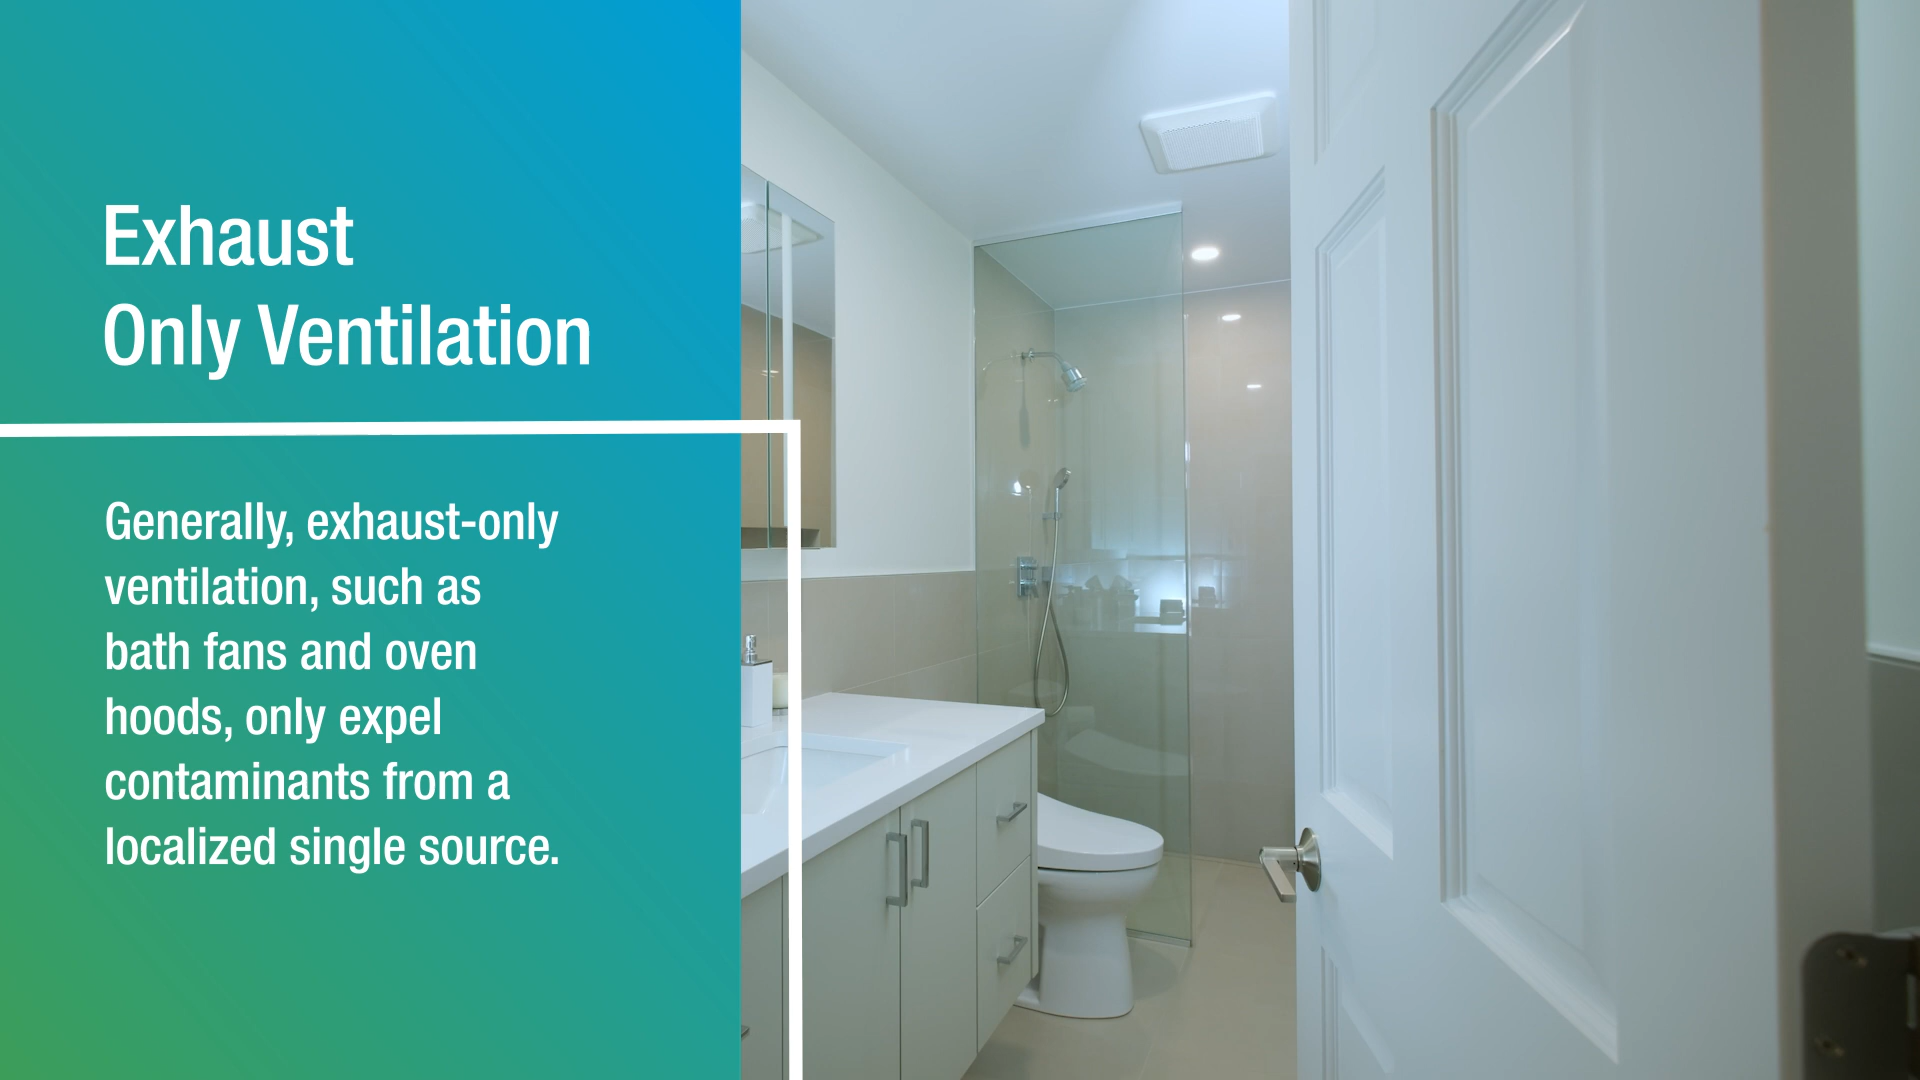 Exhaust
Only Ventilation
Generally, exhaust-only
ventilation, such as
bath fans and oven
hoods, only expel
contaminants from a
localized single source.